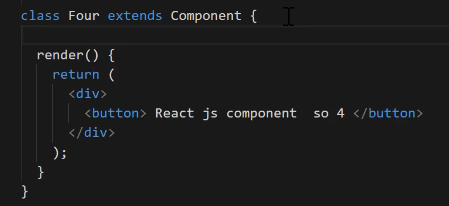 class Four extends Component {
render() {
return (
<div>
<button> React js component  so 4 </button>
</div>
);
}
}